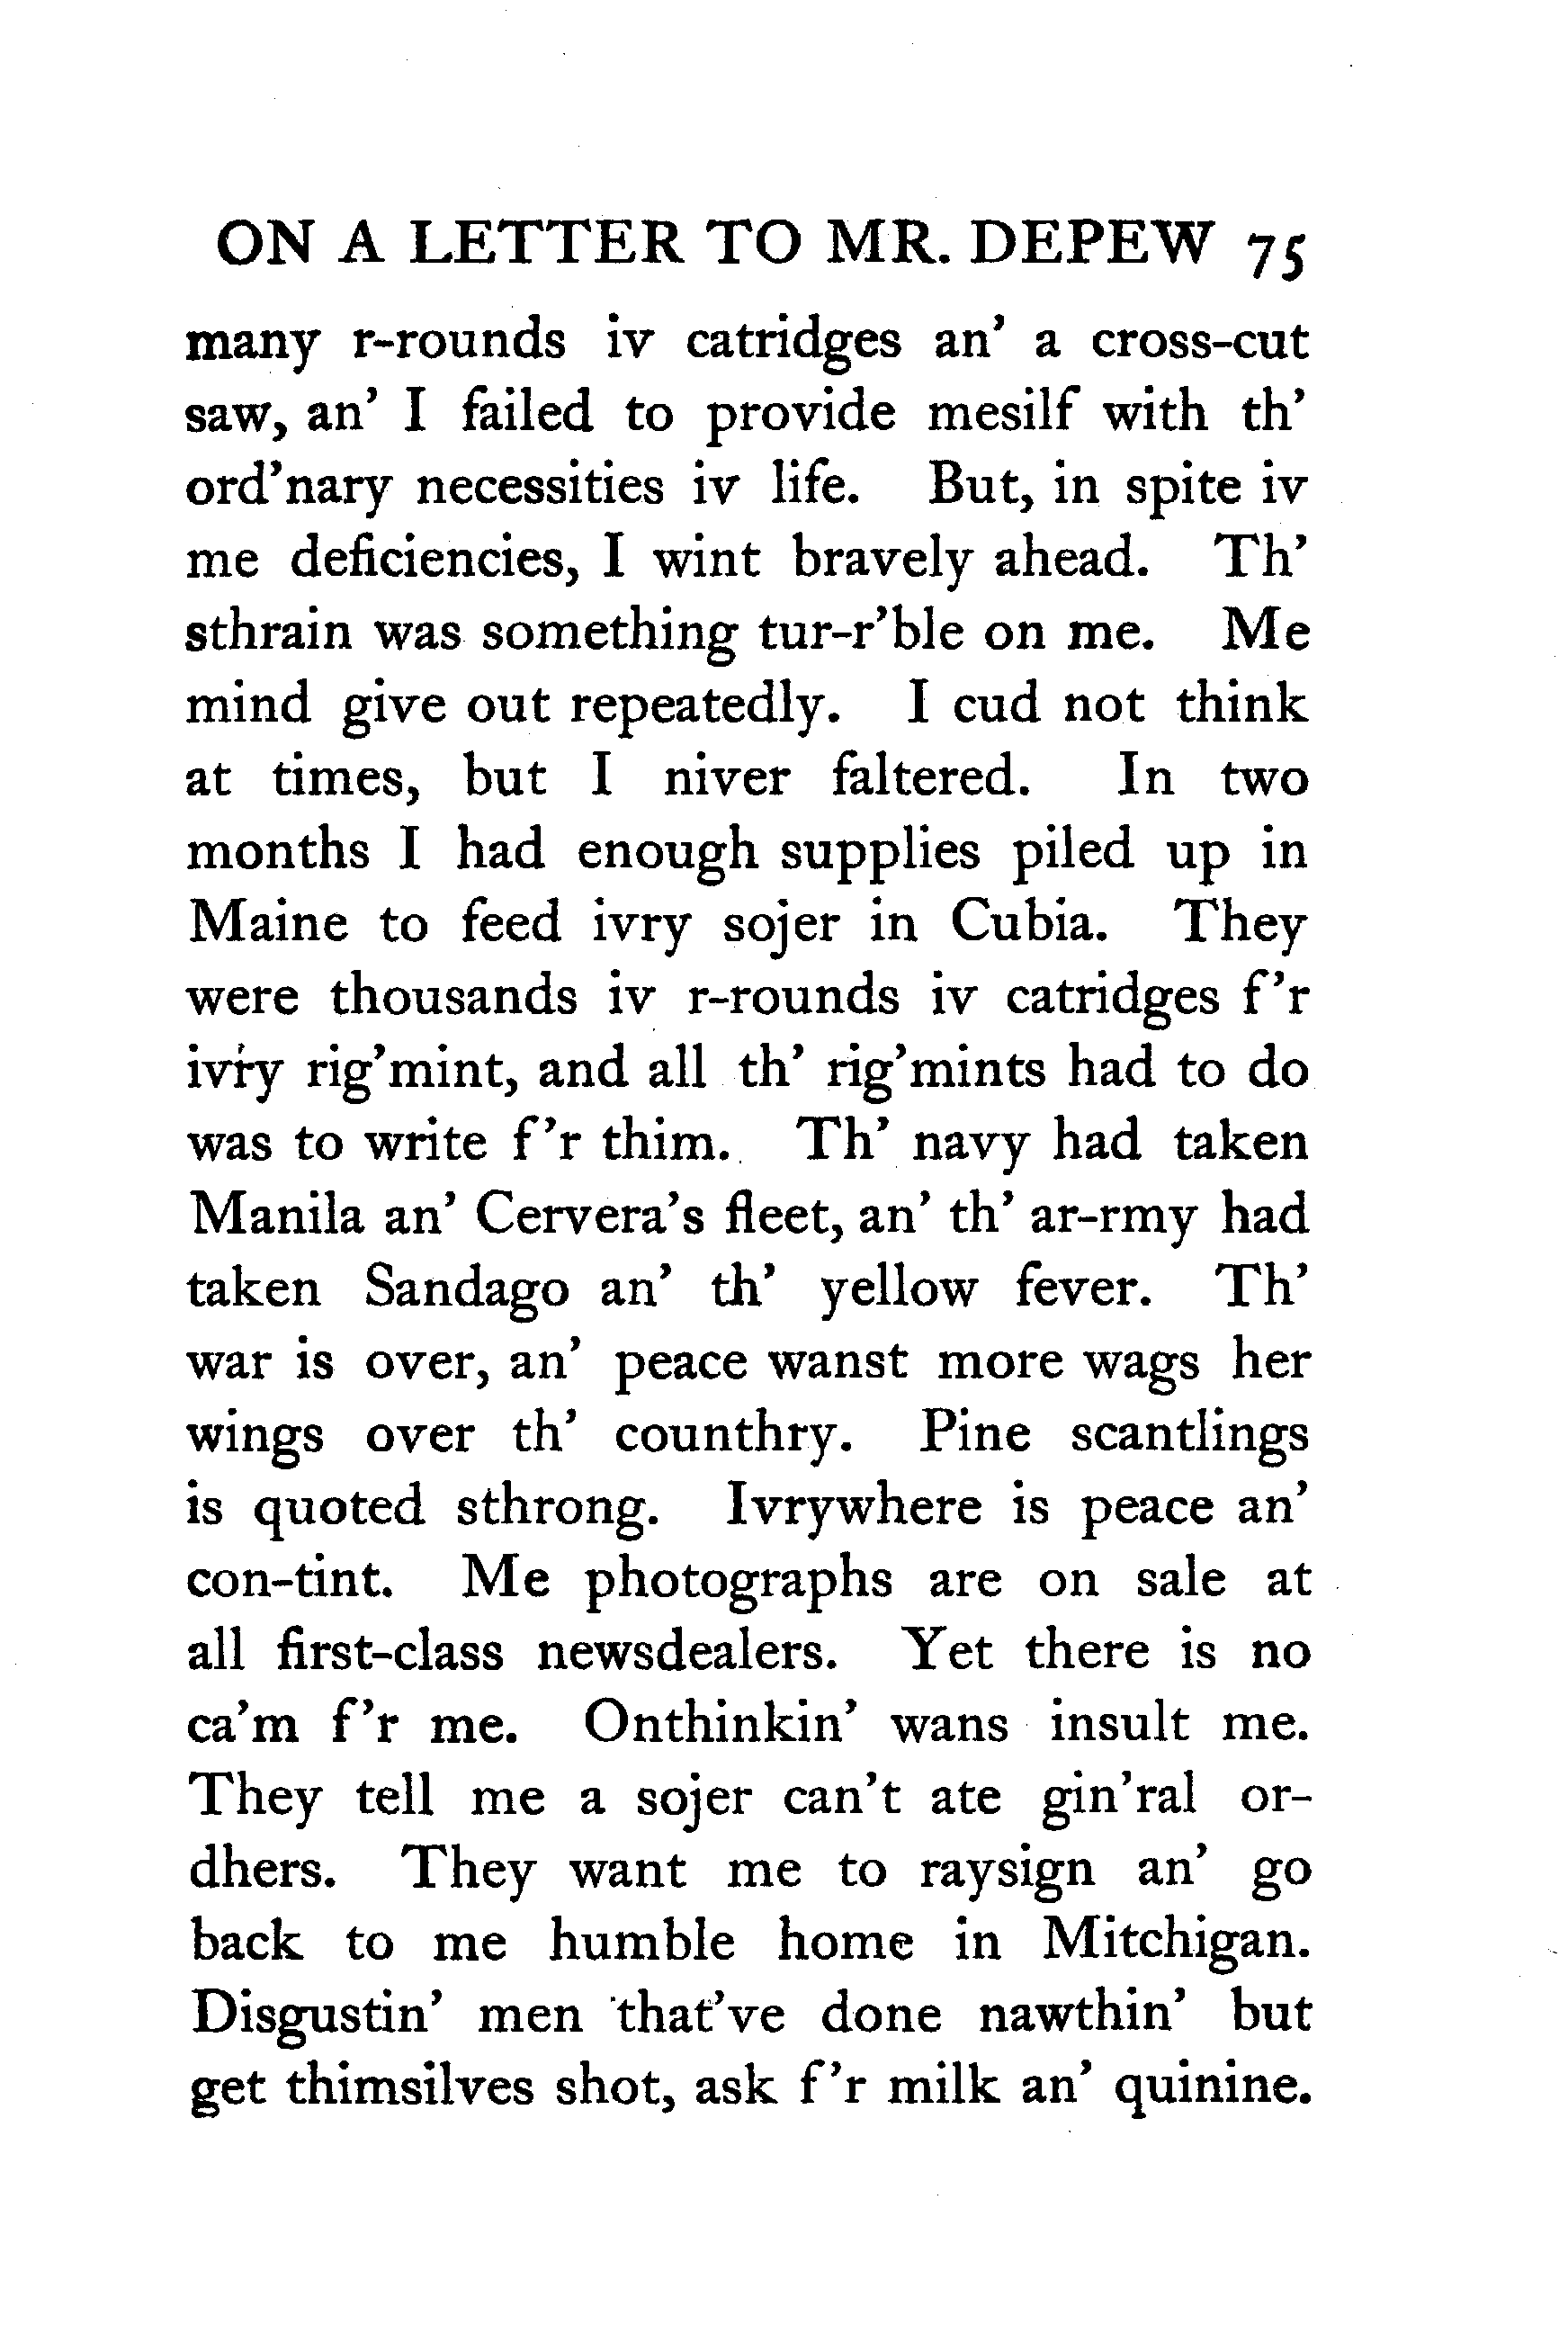 ON A LETTER TO MR. DEPEW 75
many r-rounds iv catridges an' a cross-cut
saw, an' I failed to provide mesilf with th'
ord'nary necessities iv life. But, in spite iv
me deficiencies, I wint bravely ahead. Th'
sthrain was something tur-r'ble on me. Me
mind give out repeatedly. I cud not think
at times, but I niver faltered. In two
months I had enough supplies piled up in
Maine to feed ivry sojer in Cubia. They
were thousands iv r-rounds iv catridges f'r
ivry rig'mint, and all th' rig'mints had to do
was to write f'r thim. Th' navy had taken
Manila an' Cervera's fleet, an' th' ar-rmy had
taken Sandago an' th' yellow fever. Th'
war is over, an' peace wanst more wags her
wings over th' counthry. Pine scantlings
is quoted sthrong. Ivrywhere is peace an'
con-tint. Me photographs are on sale at
all first-class newsdealers. Yet there is no
ca'm f'r me. Onthinkin' wans insult me.
They tell me a sojer can't ate gin'ral or-
dhers. They want me to raysign an' go
back to me humble home in Mitchigan.
Disgustin' men that've done nawthin' but
get thimsilves shot, ask f'r milk an' quinine.